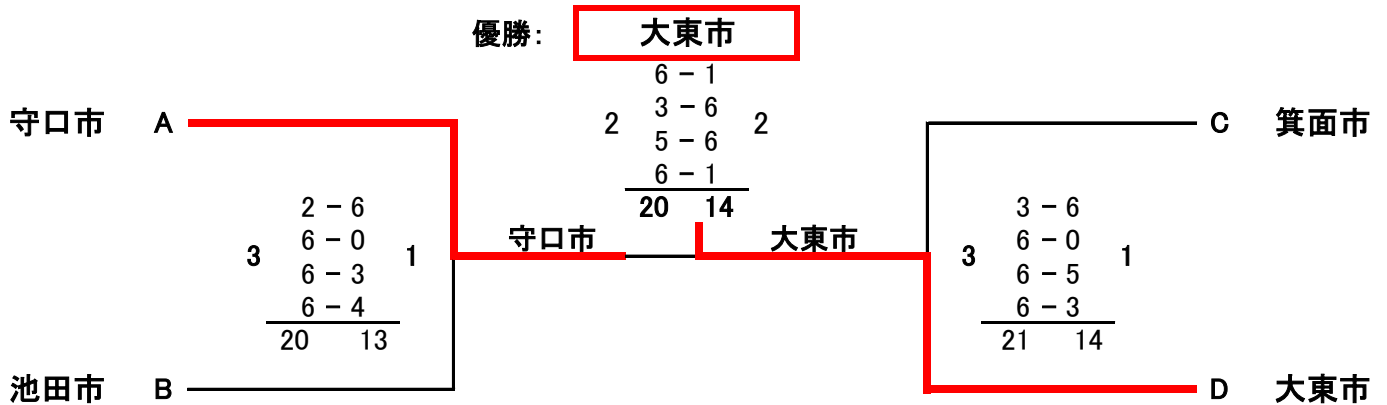 優勝： 大東市
6 － 1
3 － 6
2 2
5 － 6
6 － 1
20 14
守口市 A
C 箕面市
2 － 6
6 － 0
3 1
6 － 3
6 － 4
20 13
守口市
大東市
3 － 6
6 － 0
3 1
6 － 5
6 － 3
21 14
池田市 B
D 大東市